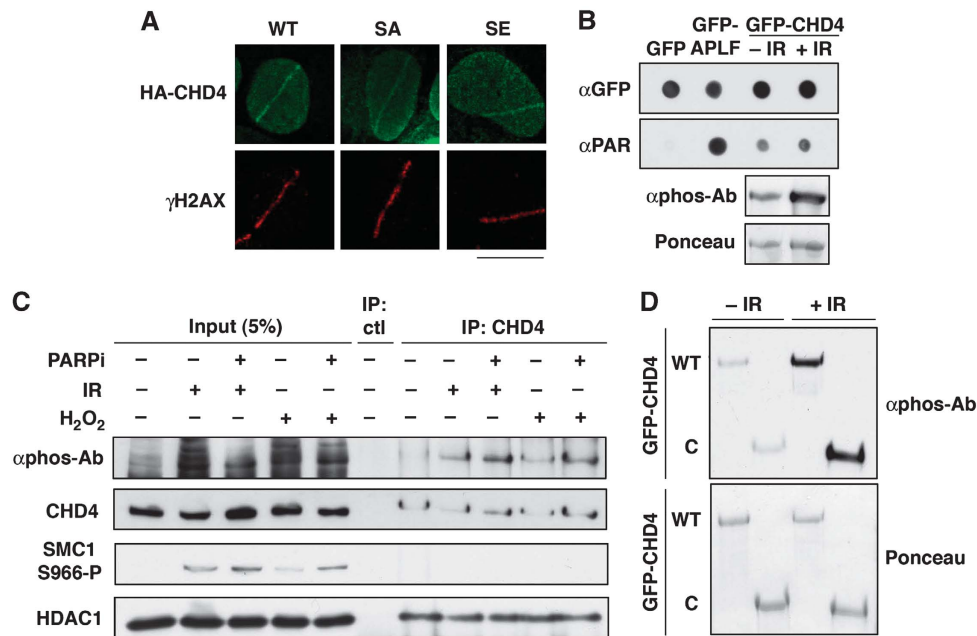 A
WT SA SE
HA-CHD4
γH2AX
B
GFP- GFP-CHD4
GFP APLF – IR + IR
αGFP
αPAR
αphos-Ab
Ponceau
C
IP:
Input (5%) ctl IP: CHD4
PARPi – – + – + – – – + – +
IR – + + – – – – + + – –
H2O2 – – – + + – – – – + +
αphos-Ab
CHD4
SMC1
S966-P
HDAC1
D
– IR + IR
GFP-CHD4
WT
C
αphos-Ab
GFP-CHD4
WT
C
Ponceau